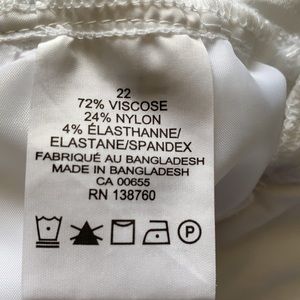 22
72% VISCOSE
24% NYLON
4% ÉLASTHANNE/
ELASTANE/SPANDEX
FABRIQUÉ AU BANGLADESH
MADE IN BANGLADESH
CA 00655
RN 138760
P